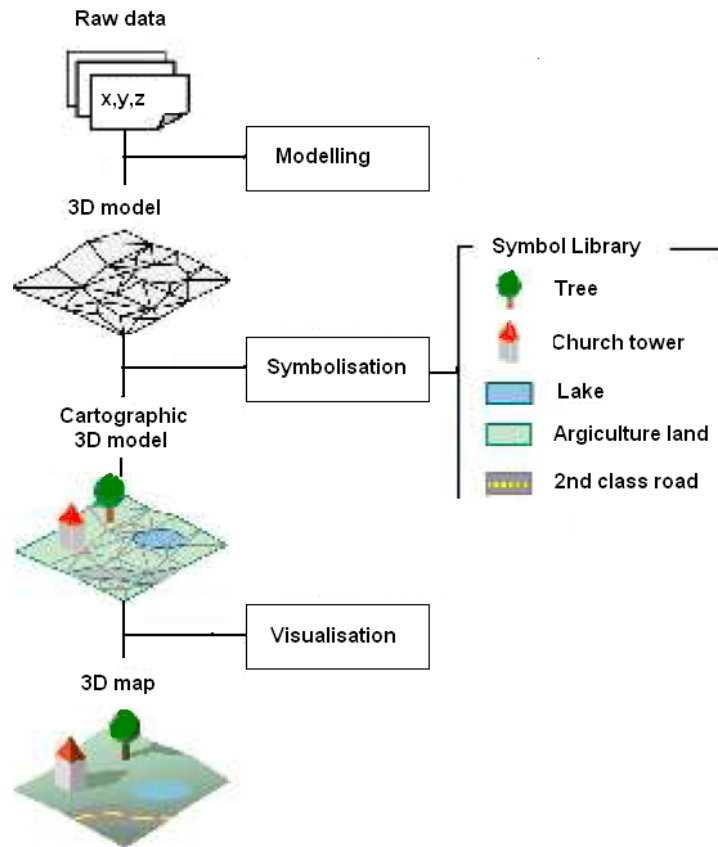 Raw data
x,y,z
Modelling
3D model
Symbol Library
Tree
Church tower
Symbolisation
Lake
Cartographic
3D model
Argiculture land
2nd class road
Visualisation
3D map